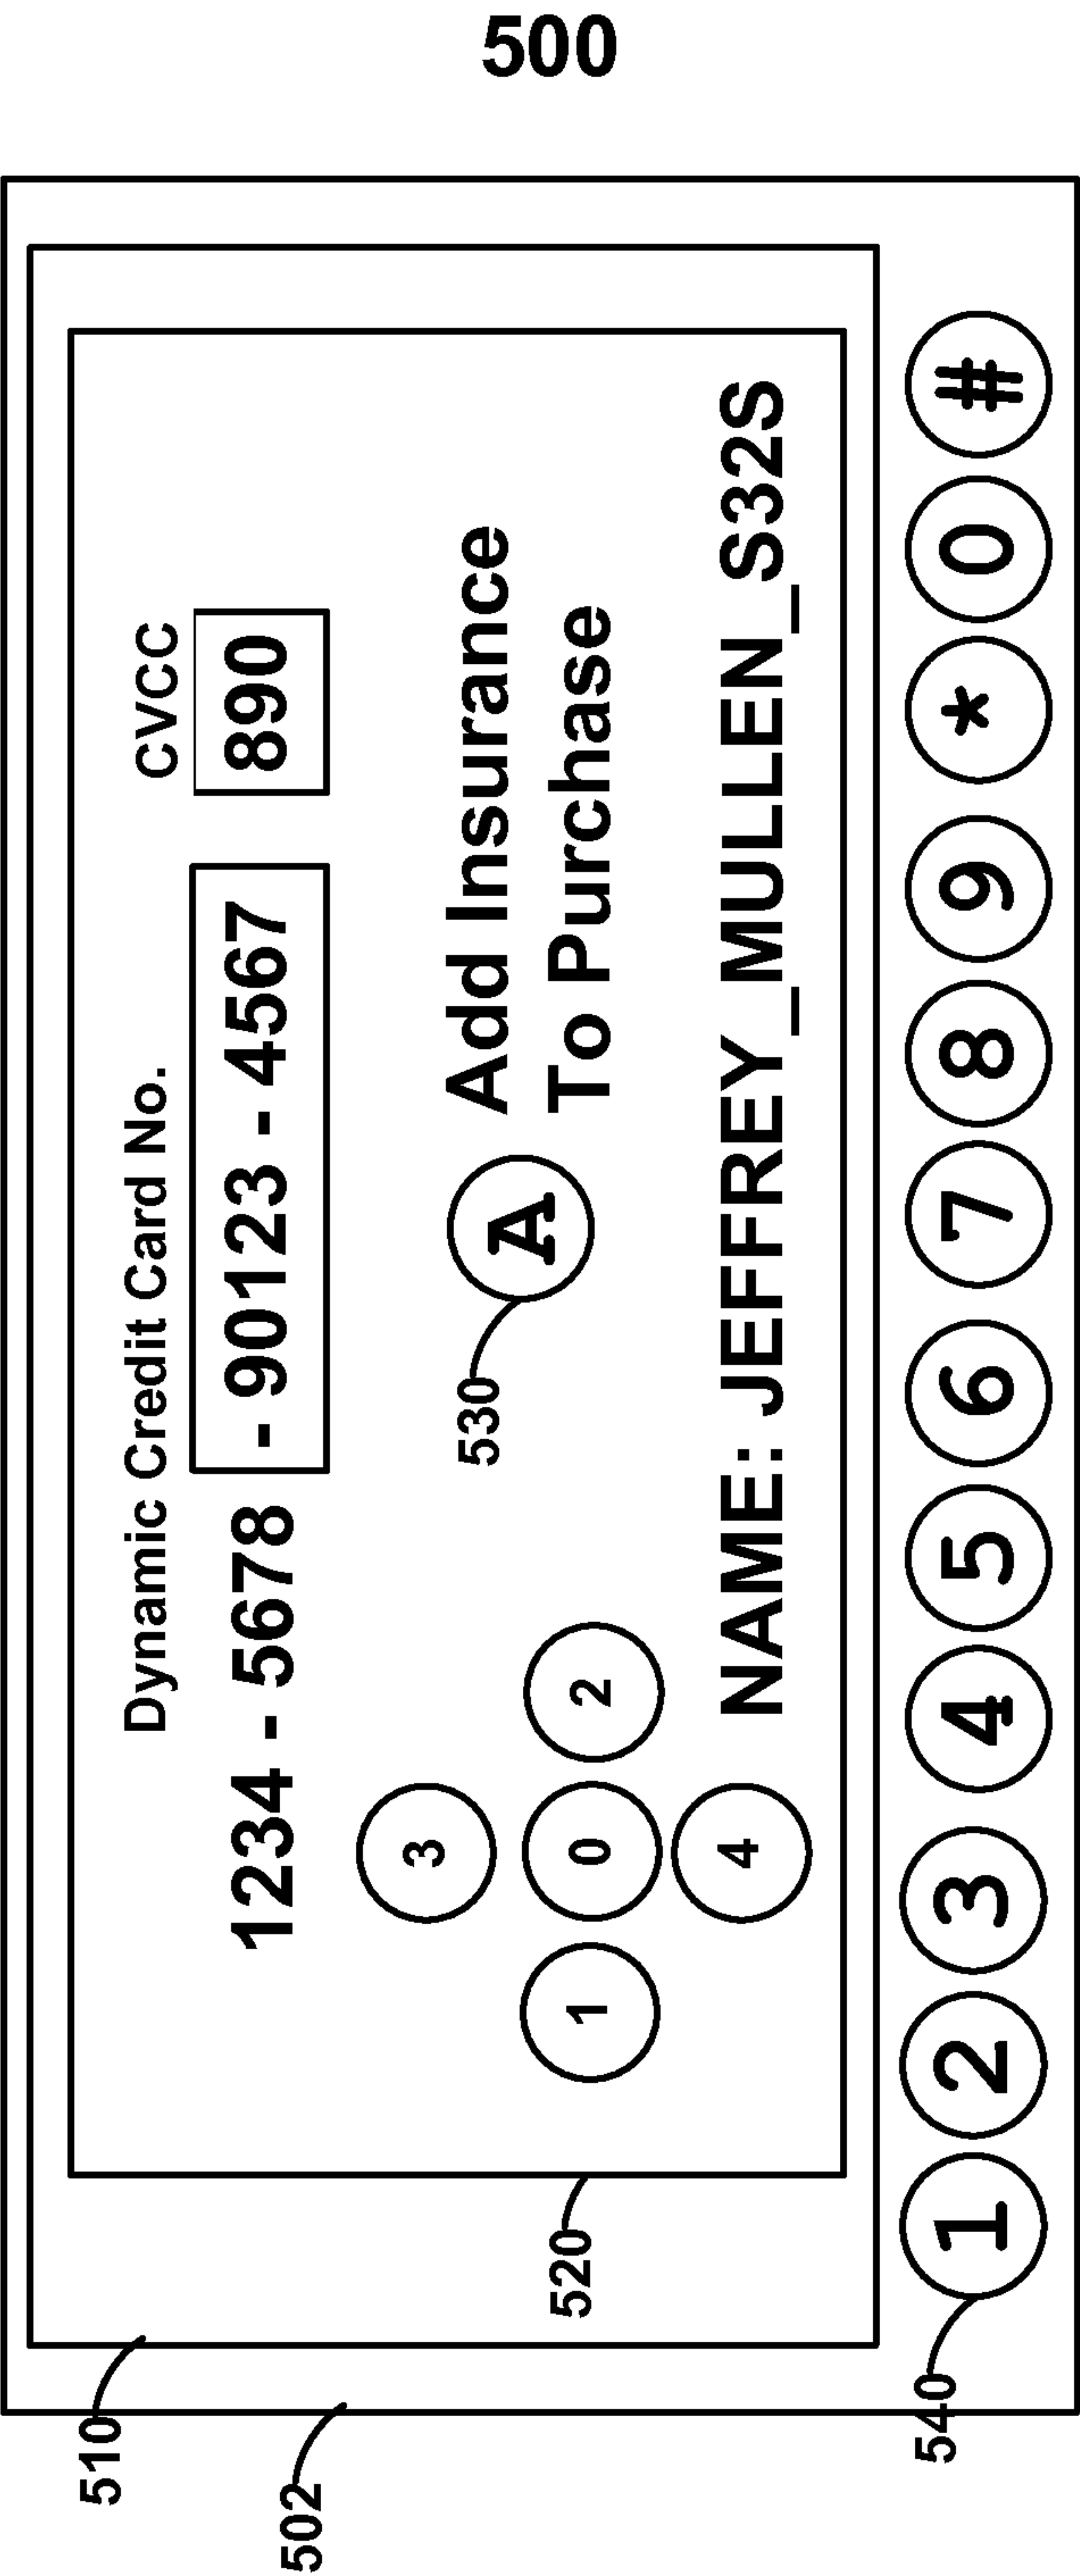 500
Dynamic Credit Card No.
CVCC
1234 - 5678 - 90123 - 4567
890
3
1
0
2
4
530
A
Add Insurance
To Purchase
NAME: JEFFREY_MULLEN_S32S
510
502
520
540
1 2 3 4 5 6 7 8 9 * 0 #